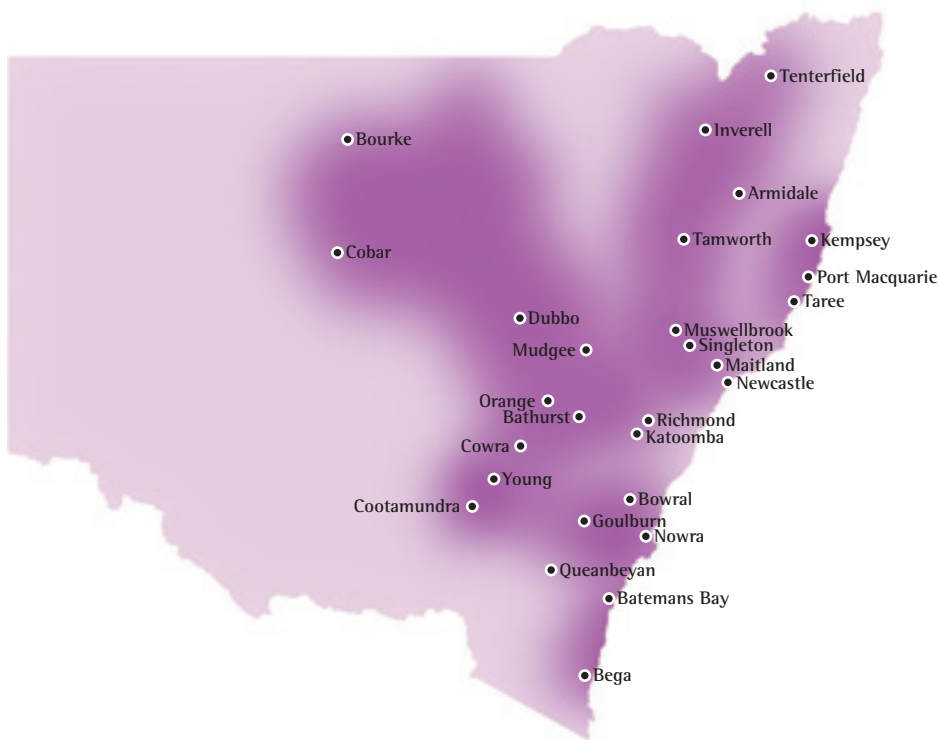 Tenterfield
Inverell
Bourke
Armidale
Tamworth
Kempsey
Cobar
Port Macquarie
Taree
Dubbo
Muswellbrook
Singleton
Mudgee
Maitland
Newcastle
Orange
Bathurst
Richmond
Katoomba
Cowra
Young
Bowral
Cootamundra
Goulburn
Nowra
Queanbeyan
Batemans Bay
Bega